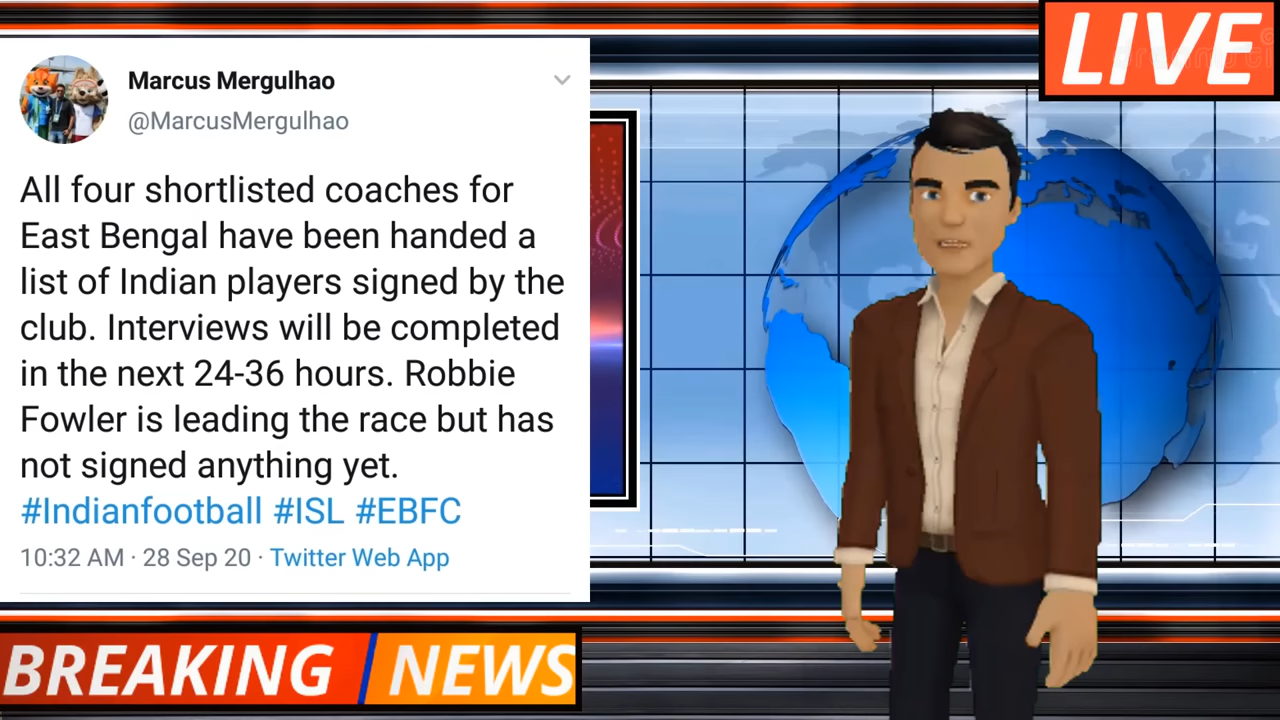 LIVE
Marcus Mergulhao
@MarcusMergulhao
All four shortlisted coaches for
East Bengal have been handed a
list of Indian players signed by the
club. Interviews will be completed
in the next 24-36 hours. Robbie
Fowler is leading the race but has
not signed anything yet.
#Indianfootball #ISL #EBFC
10:32 AM · 28 Sep 20 · Twitter Web App
BREAKING NEWS